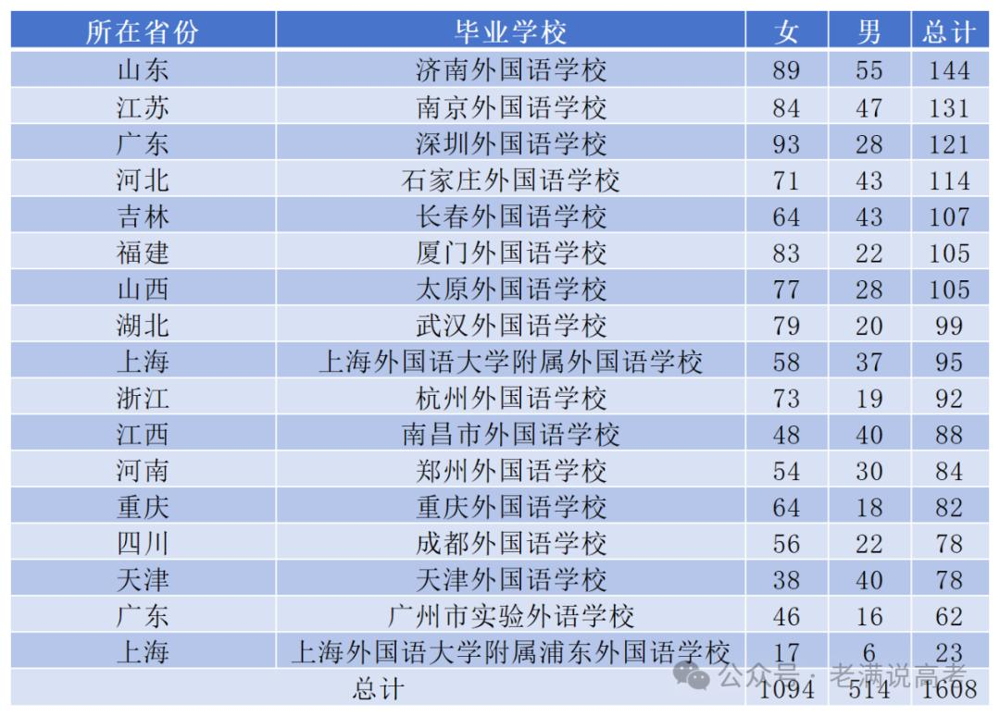 所在省份 毕业学校 女 男 总计
山东 济南外国语学校 89 55 144
江苏 南京外国语学校 84 47 131
广东 深圳外国语学校 93 28 121
河北 石家庄外国语学校 71 43 114
吉林 长春外国语学校 64 43 107
福建 厦门外国语学校 83 22 105
山西 太原外国语学校 77 28 105
湖北 武汉外国语学校 79 20 99
上海 上海外国语大学附属外国语学校 58 37 95
浙江 杭州外国语学校 73 19 92
江西 南昌市外国语学校 48 40 88
河南 郑州外国语学校 54 30 84
重庆 重庆外国语学校 64 18 82
四川 成都外国语学校 56 22 78
天津 天津外国语学校 38 40 78
广东 广州市实验外语学校 46 16 62
上海 上海外国语大学附属浦东外国语学校 17 6 23
总计 1094 514 1608
公众号·老满说高考